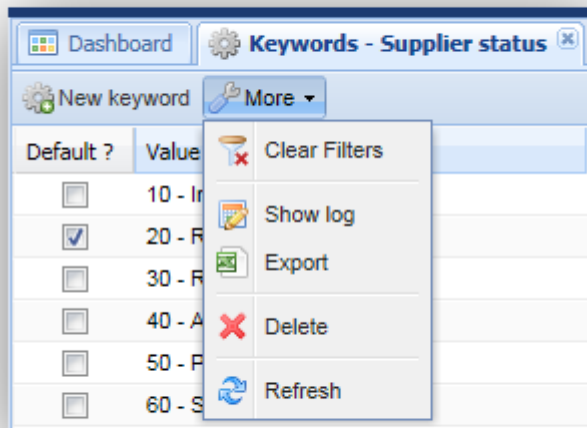 Dashboard
Keywords - Supplier status
New keyword
More
Default ?
Value
Clear Filters
10 -
Show log
20 - R
Export
30 - R
40 - A
Delete
50 - P
Refresh
60 - S